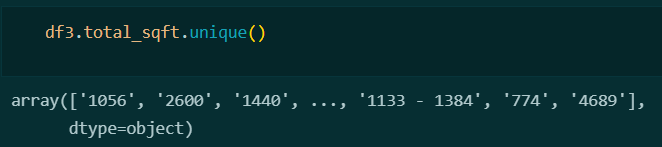 df3.total_sqft.unique()
array(['1056', '2600', '1440', ..., '1133 - 1384', '774', '4689'],
dtype=object)